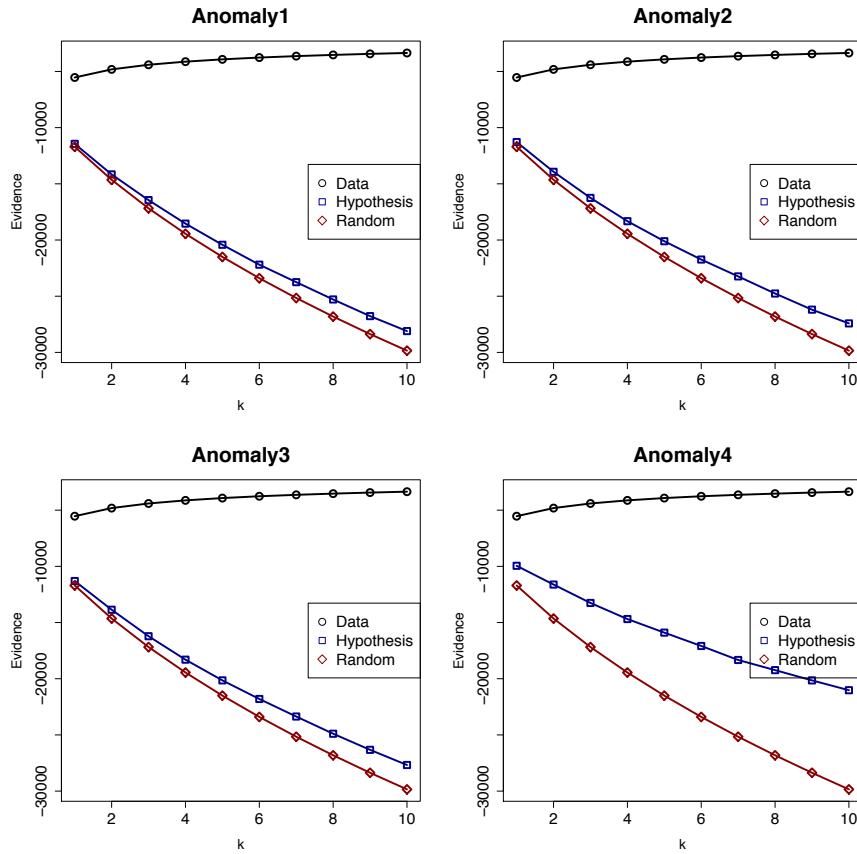 Anomaly1
Evidence
-30000
-20000
-10000
Data
Hypothesis
Random
2
4
6
8
10
k
Anomaly2
Evidence
-30000
-20000
-10000
Data
Hypothesis
Random
2
4
6
8
10
k
Anomaly3
Evidence
-30000
-20000
-10000
Data
Hypothesis
Random
2
4
6
8
10
k
Anomaly4
Evidence
-30000
-20000
-10000
Data
Hypothesis
Random
2
4
6
8
10
k